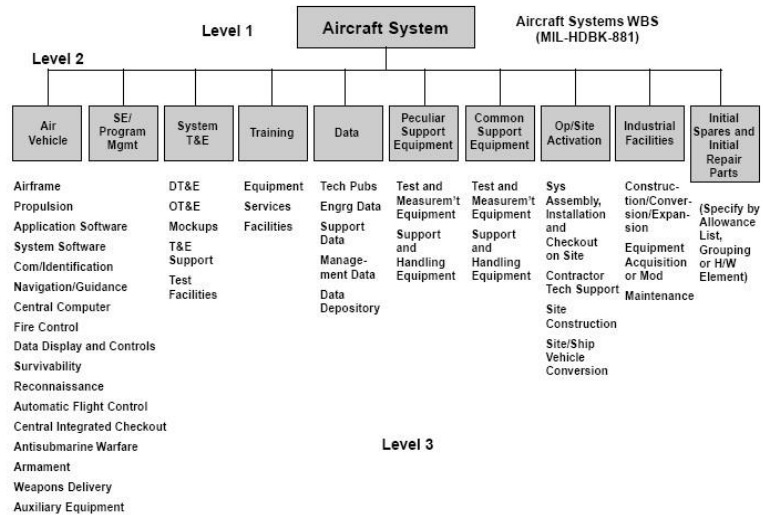 Level 1
Aircraft System
Aircraft Systems WBS
(MIL-HDBK-881)
Level 2
Air
Vehicle
SE/
Program
Mgmt
System
T&E
Training
Data
Peculiar
Support
Equipment
Common
Support
Equipment
Op/Site
Activation
Industrial
Facilities
Initial
Spares and
Initial
Repair
Parts
Airframe
Propulsion
Application Software
System Software
Com/Identification
Navigation/Guidance
Central Computer
Fire Control
Data Display and Controls
Survivability
Reconnaissance
Automatic Flight Control
Central Integrated Checkout
Antisubmarine Warfare
Armament
Weapons Delivery
Auxiliary Equipment
DT&E
OT&E
Mockups
T&E
Support
Test
Facilities
Equipment
Services
Facilities
Tech Pubs
Engrg Data
Support
Data
Manage-
ment Data
Data
Depository
Test and
Measurem't
Equipment
Support
and
Handling
Equipment
Test and
Measurem't
Equipment
Support
and
Handling
Equipment
Sys
Assembly,
Installation
and
Checkout
on Site
Contractor
Tech Support
Site
Construction
Site/Ship
Vehicle
Conversion
Construc-
tion/Conver-
sion/Expan-
sion
Equipment
Acquisition
or Mod
Maintenance
(Specify by
Allowance
List,
Grouping
or H/W
Element)
Level 3